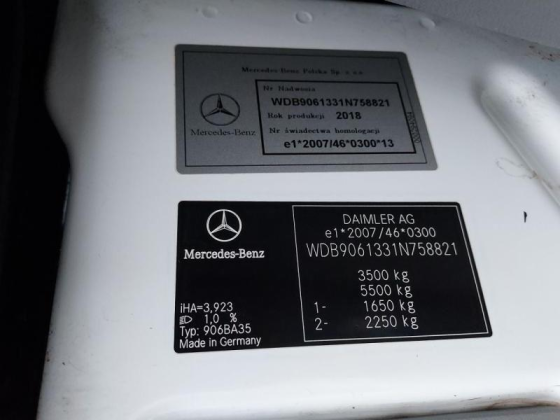 Mercedes-Benz Polska Sp. z o.o.
Nr Nadwozia
WDB9061331N758821
Rok produkcji 2018
Nr świadectwa homologacji
e1*2007/46*0300*13
Mercedes-Benz
DAIMLER AG
e1*2007/46*0300
WDB9061331N758821
3500 kg
5500 kg
1- 1650 kg
2- 2250 kg
Mercedes-Benz
iHA=3,923
1,0 %
Typ: 906BA35
Made in Germany